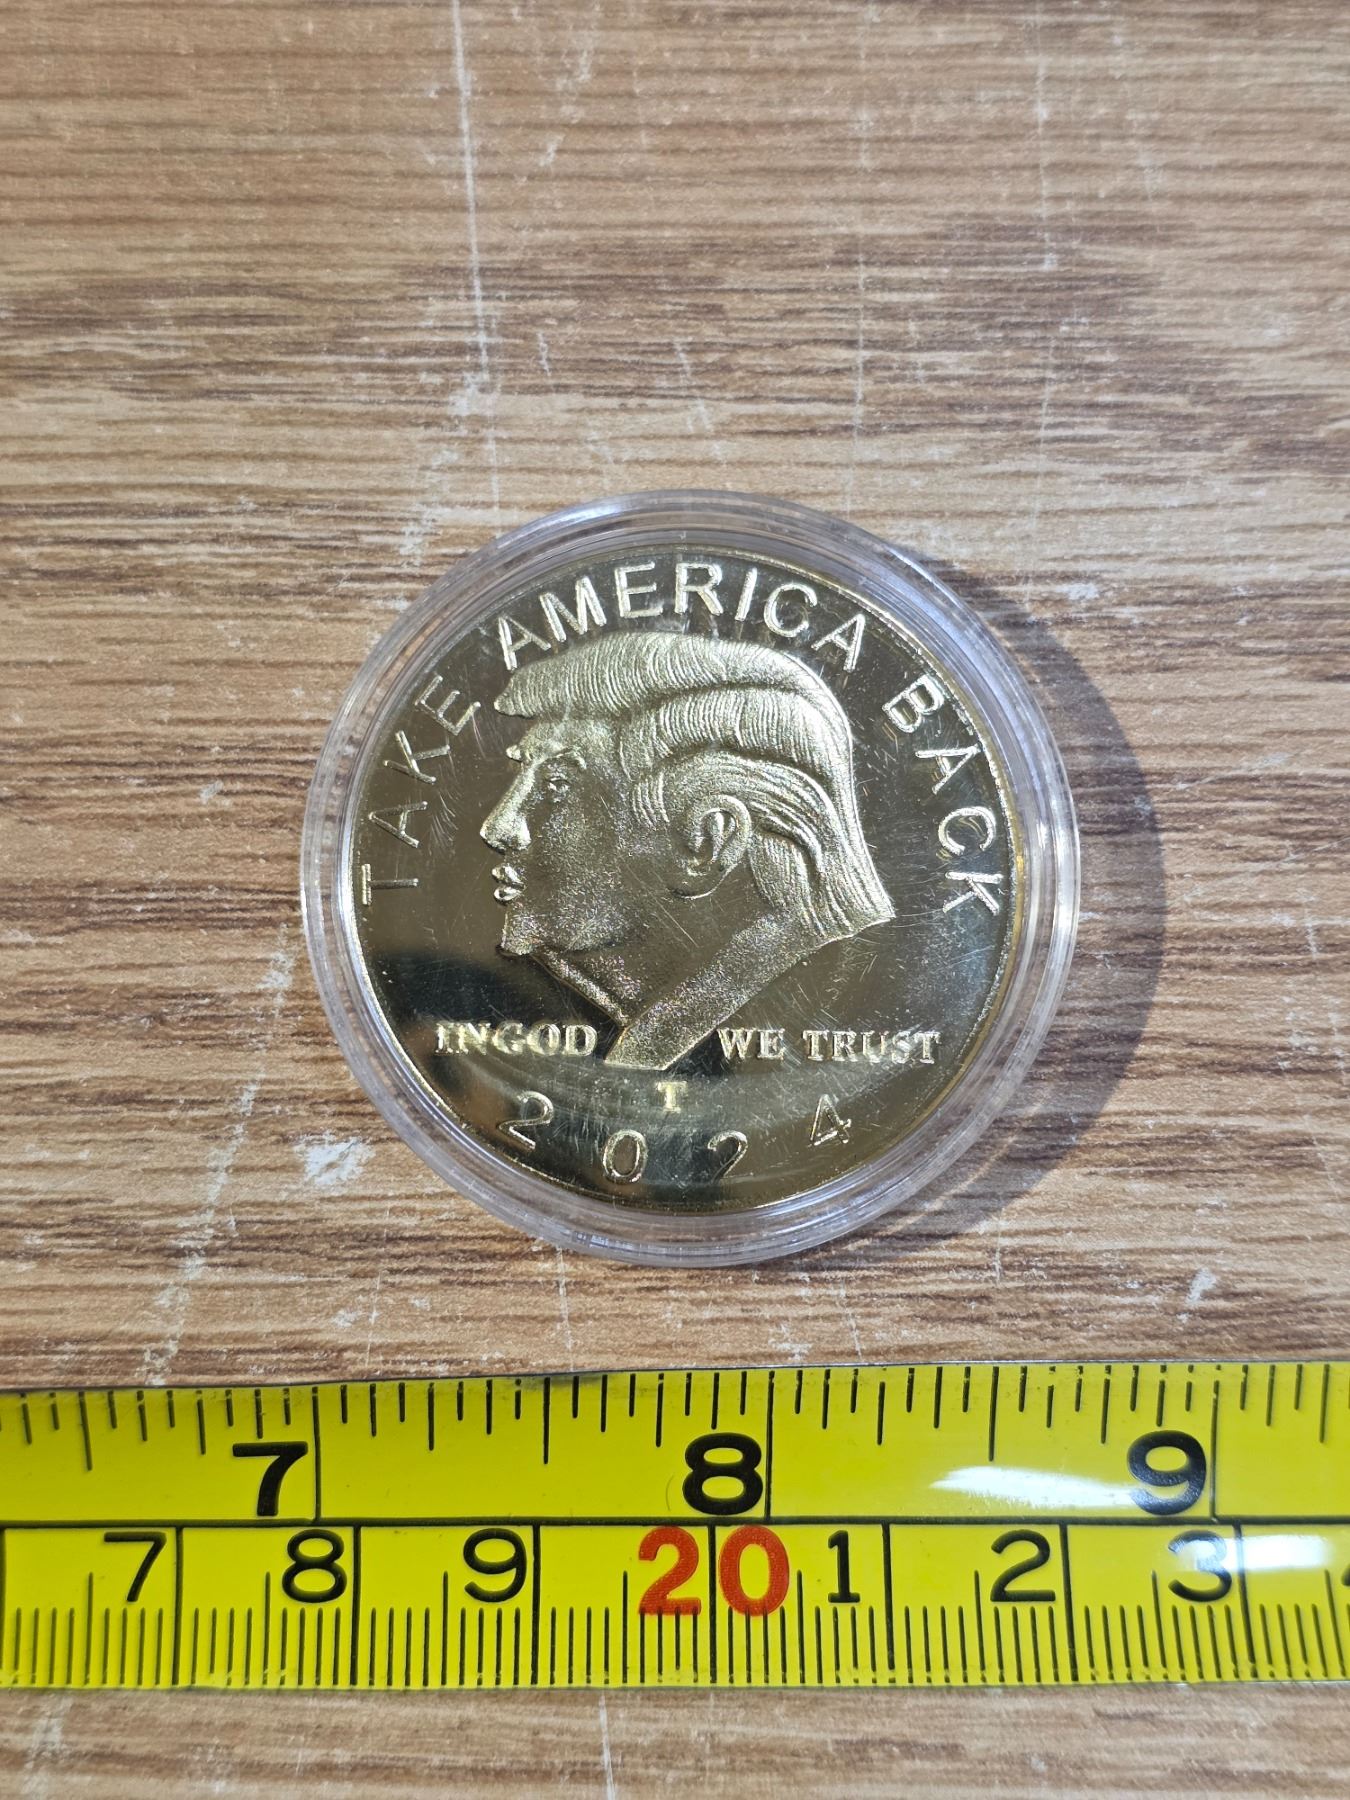 TAKE AMERICA BACK
INGOD WE TRUST
T
2024
7 8 9
7 8 9 20 1 2 3